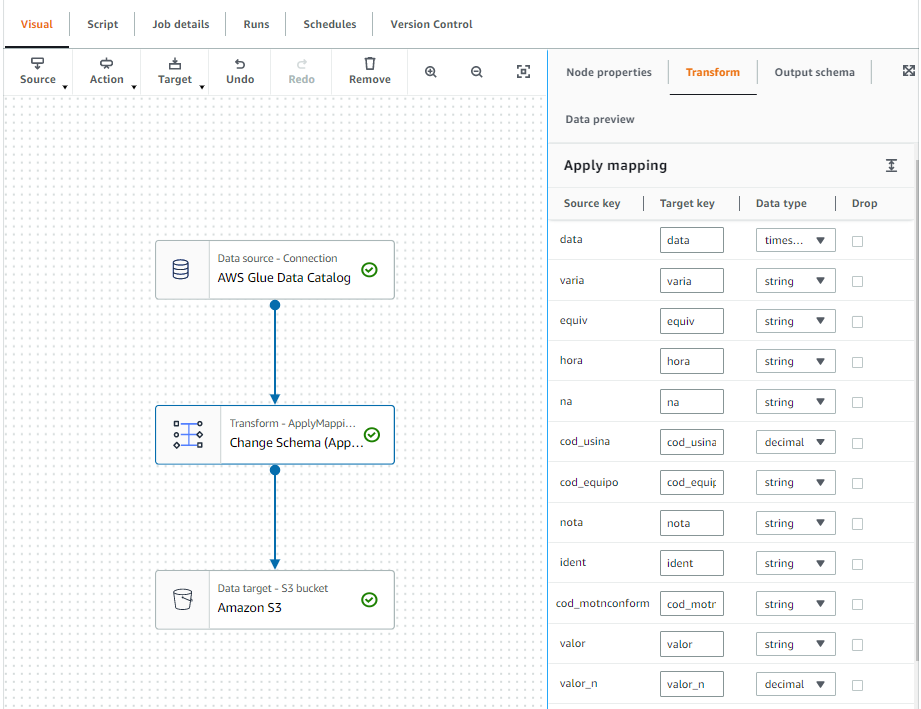 Visual Script Job details Runs Schedules Version Control
Source Action Target Undo Redo Remove
Node properties Transform Output schema
Data preview
Apply mapping
Source key Target key Data type Drop
data data times...
varia varia string
equiv equiv string
hora hora string
na na string
cod_usina cod_usina decimal
cod_equipo cod_equip string
nota nota string
ident ident string
cod_motnconform cod_motn string
valor valor string
valor_n valor_n decimal
Data source - Connection
AWS Glue Data Catalog
Transform - ApplyMappi...
Change Schema (App...
Data target - S3 bucket
Amazon S3